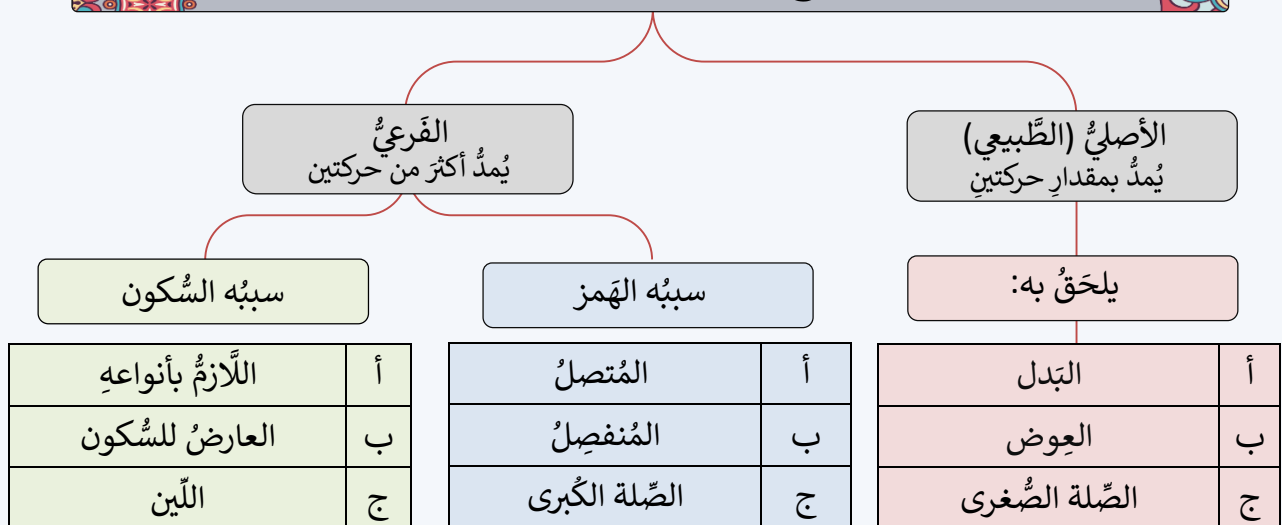 الأصليُّ (الطَّبيعي)
يُمدُّ بمقدارِ حركتينِ
الفَرعيُّ
يُمدُّ أكثرَ من حركتين
يلحَقُ به:
سببُه الهَمز
سببُه السُّكون
أ البَدل
ب العِوض
ج الصِّلة الصُّغرى
أ المُتصلُ
ب المُنفصِلُ
ج الصِّلة الكُبرى
أ اللَّازمُّ بأنواعهِ
ب العارضُ للسُّكون
ج اللّين